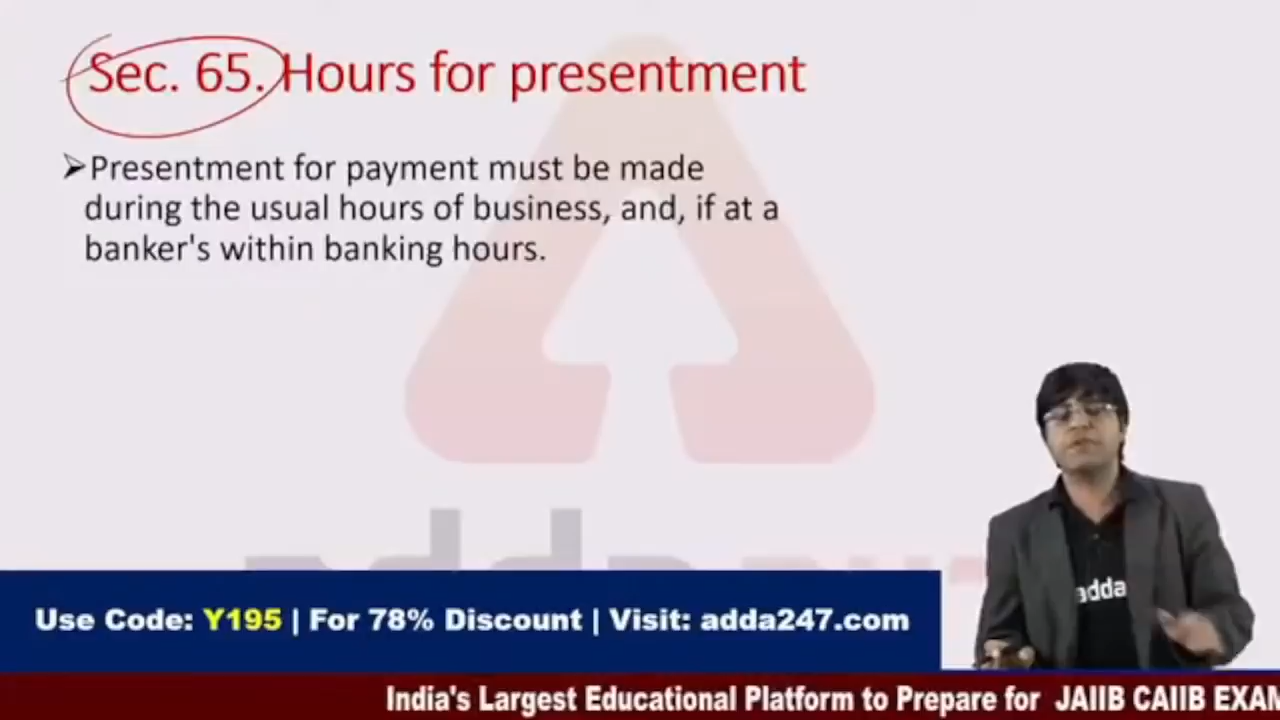 Sec. 65. Hours for presentment
➢Presentment for payment must be made
during the usual hours of business, and, if at a
banker's within banking hours.
adda
Use Code: Y195 | For 78% Discount | Visit: adda247.com
India's Largest Educational Platform to Prepare for JAIIB CAIIB EXAM